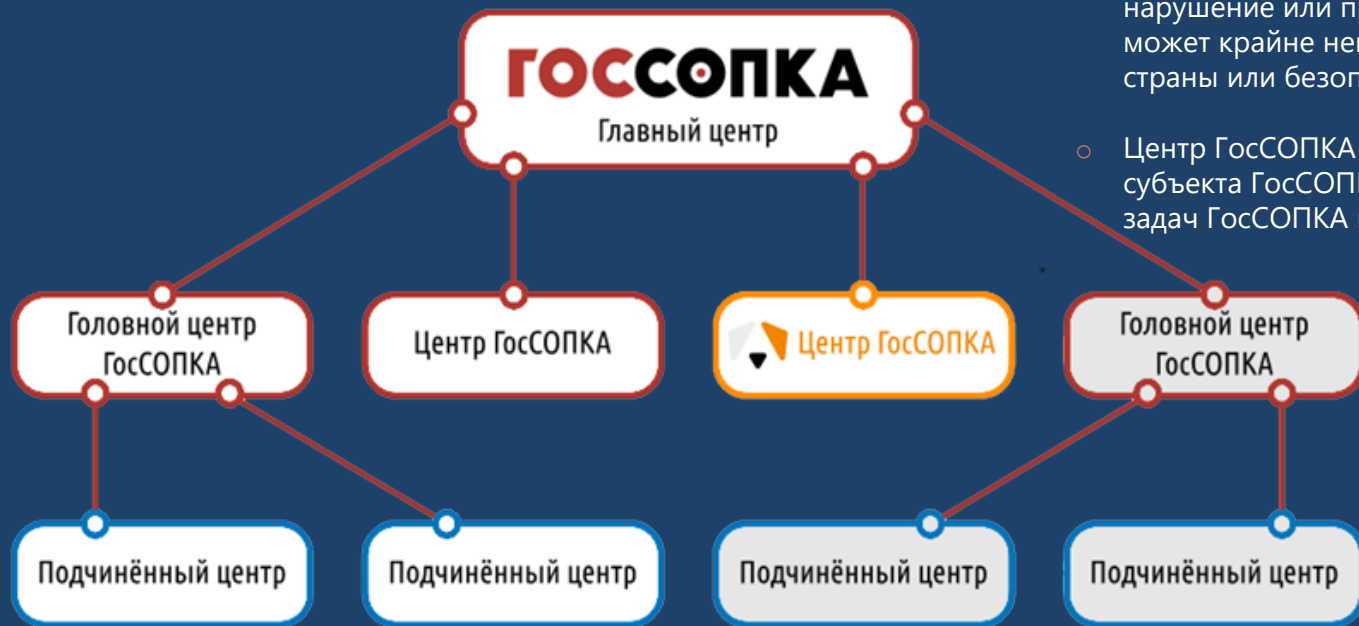 нарушение или п
может крайне не
страны или безоп
ГОССОПКА
Главный центр
Центр ГосСОПКА
субъекта ГосСОП
задач ГосСОПКА
Головной центр
ГосСОПКА
Центр ГосСОПКА
Центр ГосСОПКА
Головной центр
ГосСОПКА
Подчинённый центр
Подчинённый центр
Подчинённый центр
Подчинённый центр